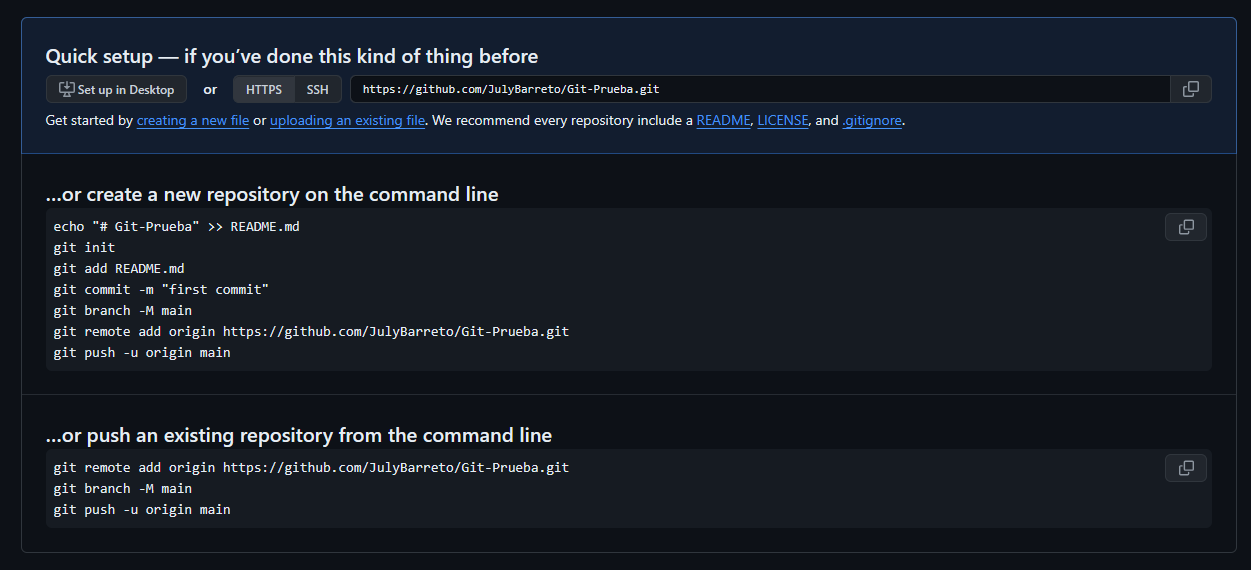 Quick setup — if you’ve done this kind of thing before
Set up in Desktop or HTTPS SSH https://github.com/JulyBarreto/Git-Prueba.git
Get started by creating a new file or uploading an existing file. We recommend every repository include a README, LICENSE, and .gitignore.
…or create a new repository on the command line
echo "# Git-Prueba" >> README.md
git init
git add README.md
git commit -m "first commit"
git branch -M main
git remote add origin https://github.com/JulyBarreto/Git-Prueba.git
git push -u origin main
…or push an existing repository from the command line
git remote add origin https://github.com/JulyBarreto/Git-Prueba.git
git branch -M main
git push -u origin main